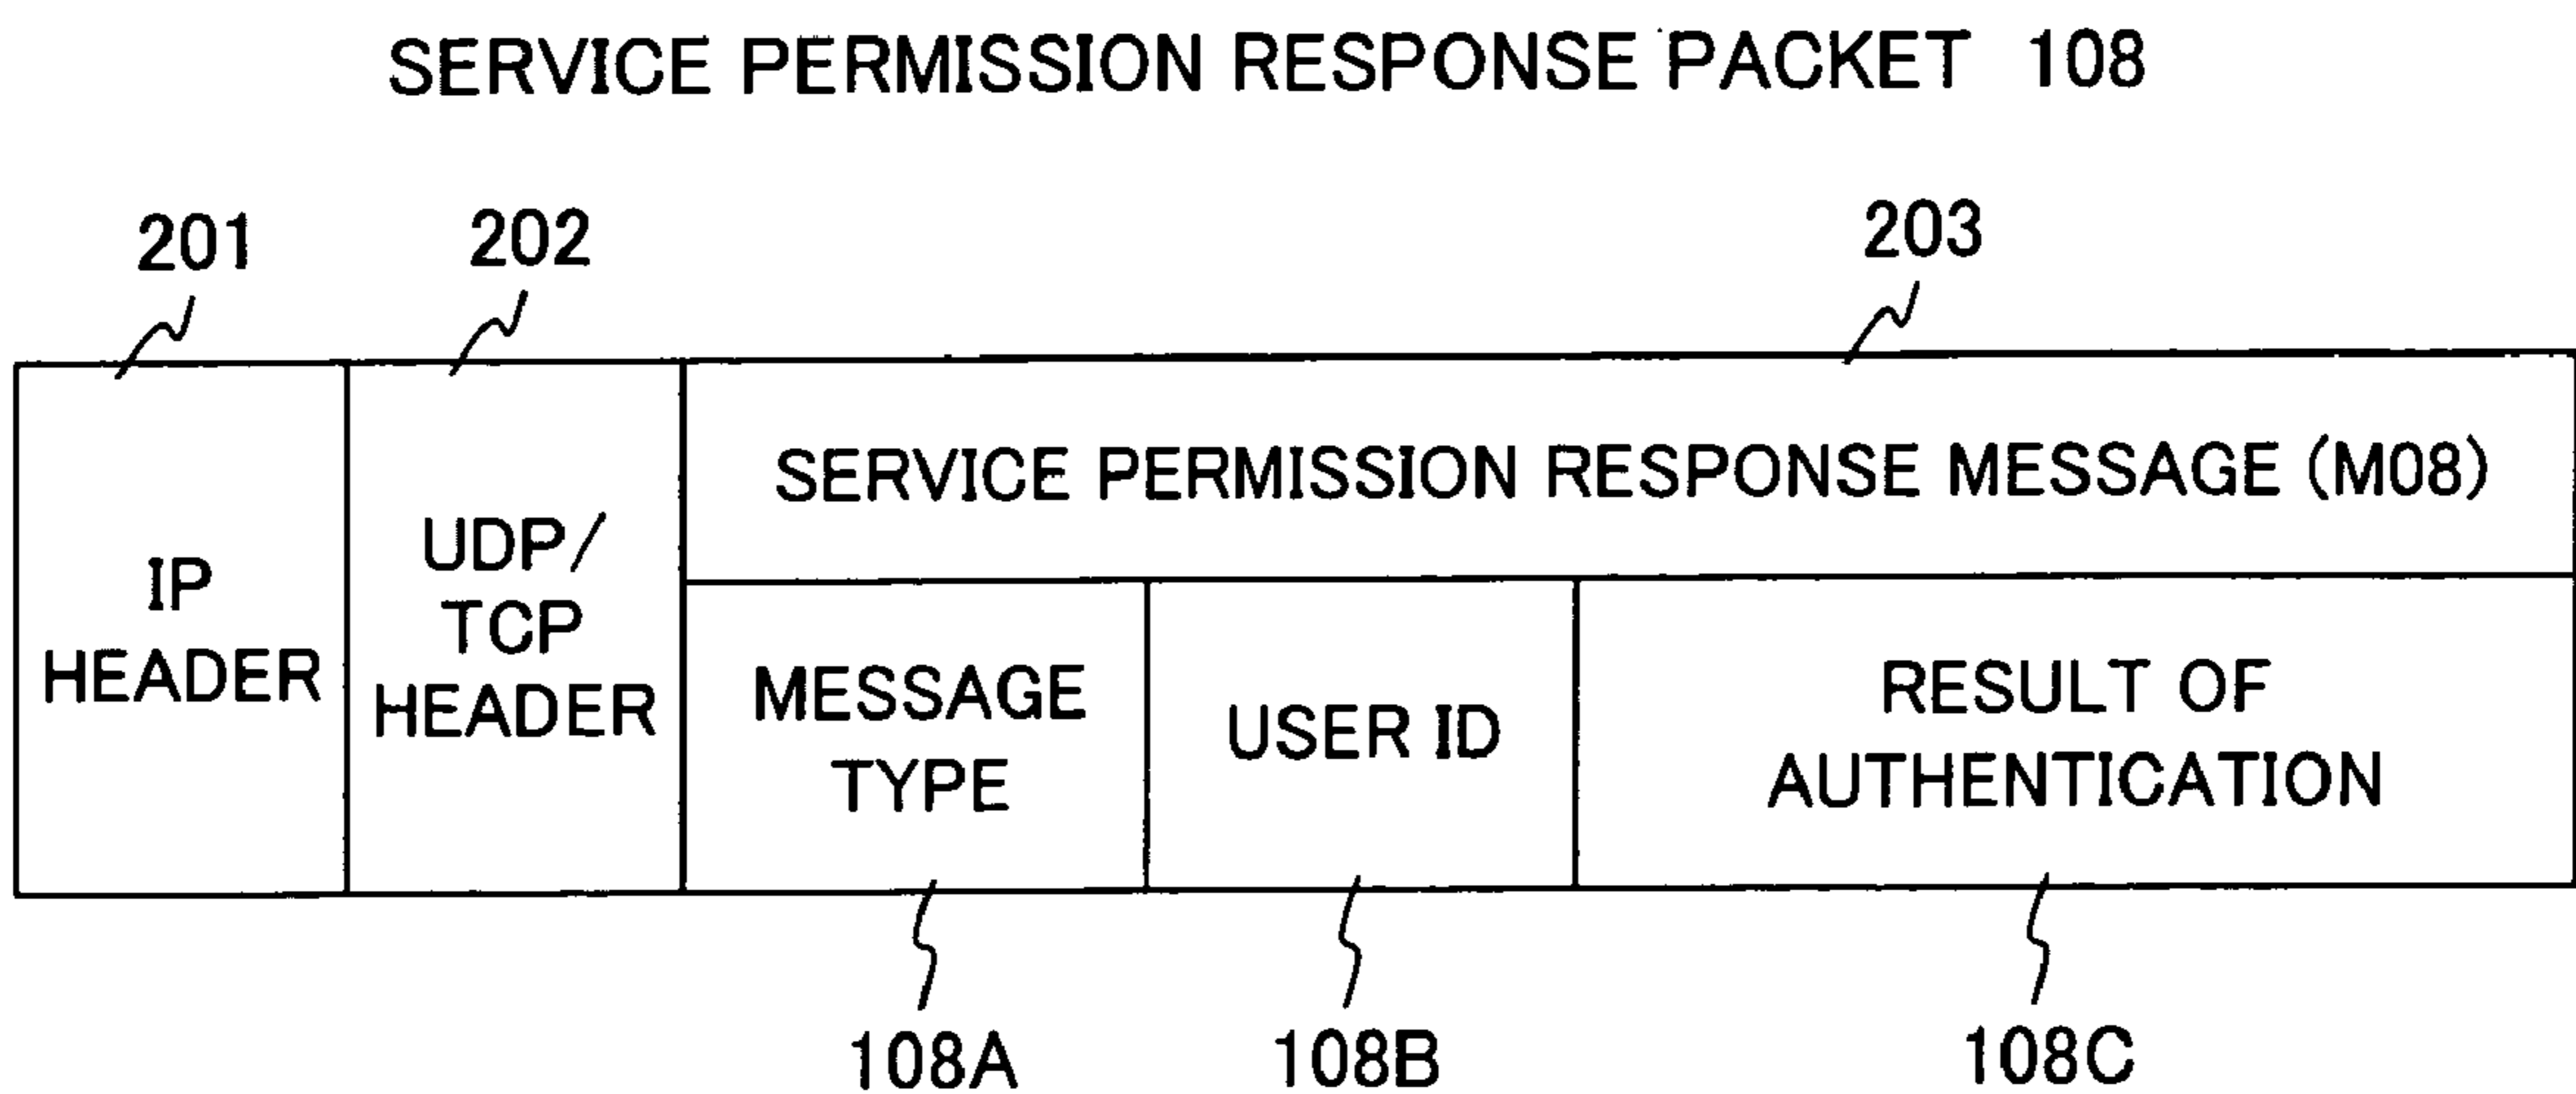 SERVICE PERMISSION RESPONSE PACKET 108
201
202
203
IP
HEADER
UDP/
TCP
HEADER
SERVICE PERMISSION RESPONSE MESSAGE (M08)
MESSAGE
TYPE
USER ID
RESULT OF
AUTHENTICATION
108A
108B
108C